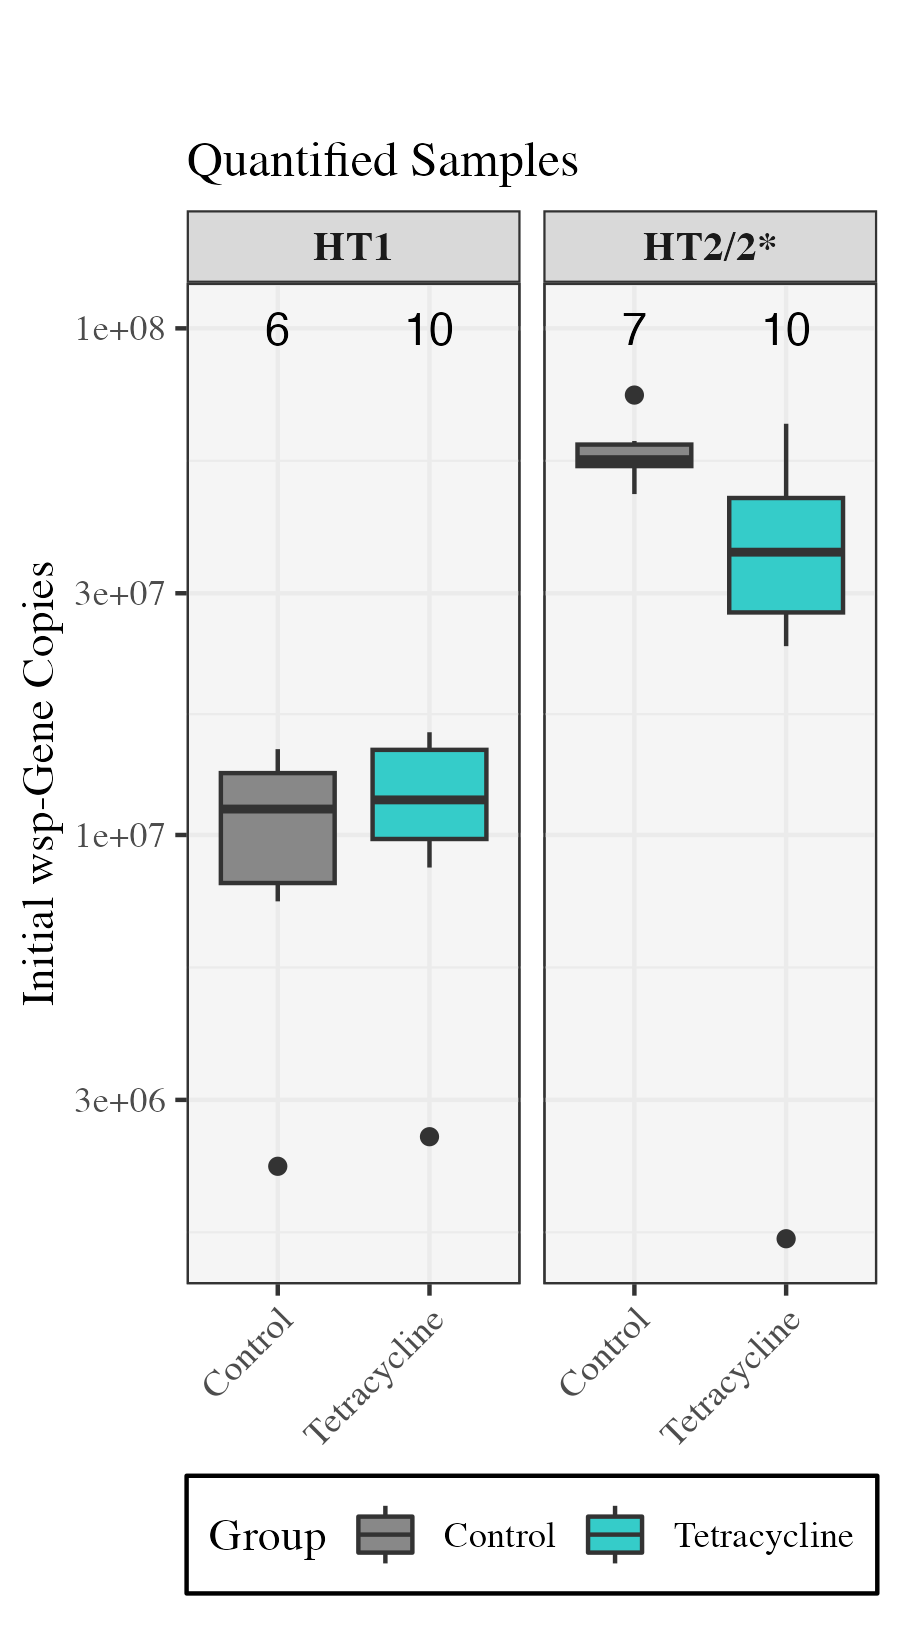 Quantified Samples
HT1
HT2/2*
6
10
7
10
1e+08
3e+07
1e+07
3e+06
Initial wsp-Gene Copies
Control
Tetracycline
Control
Tetracycline
Group
Control
Tetracycline